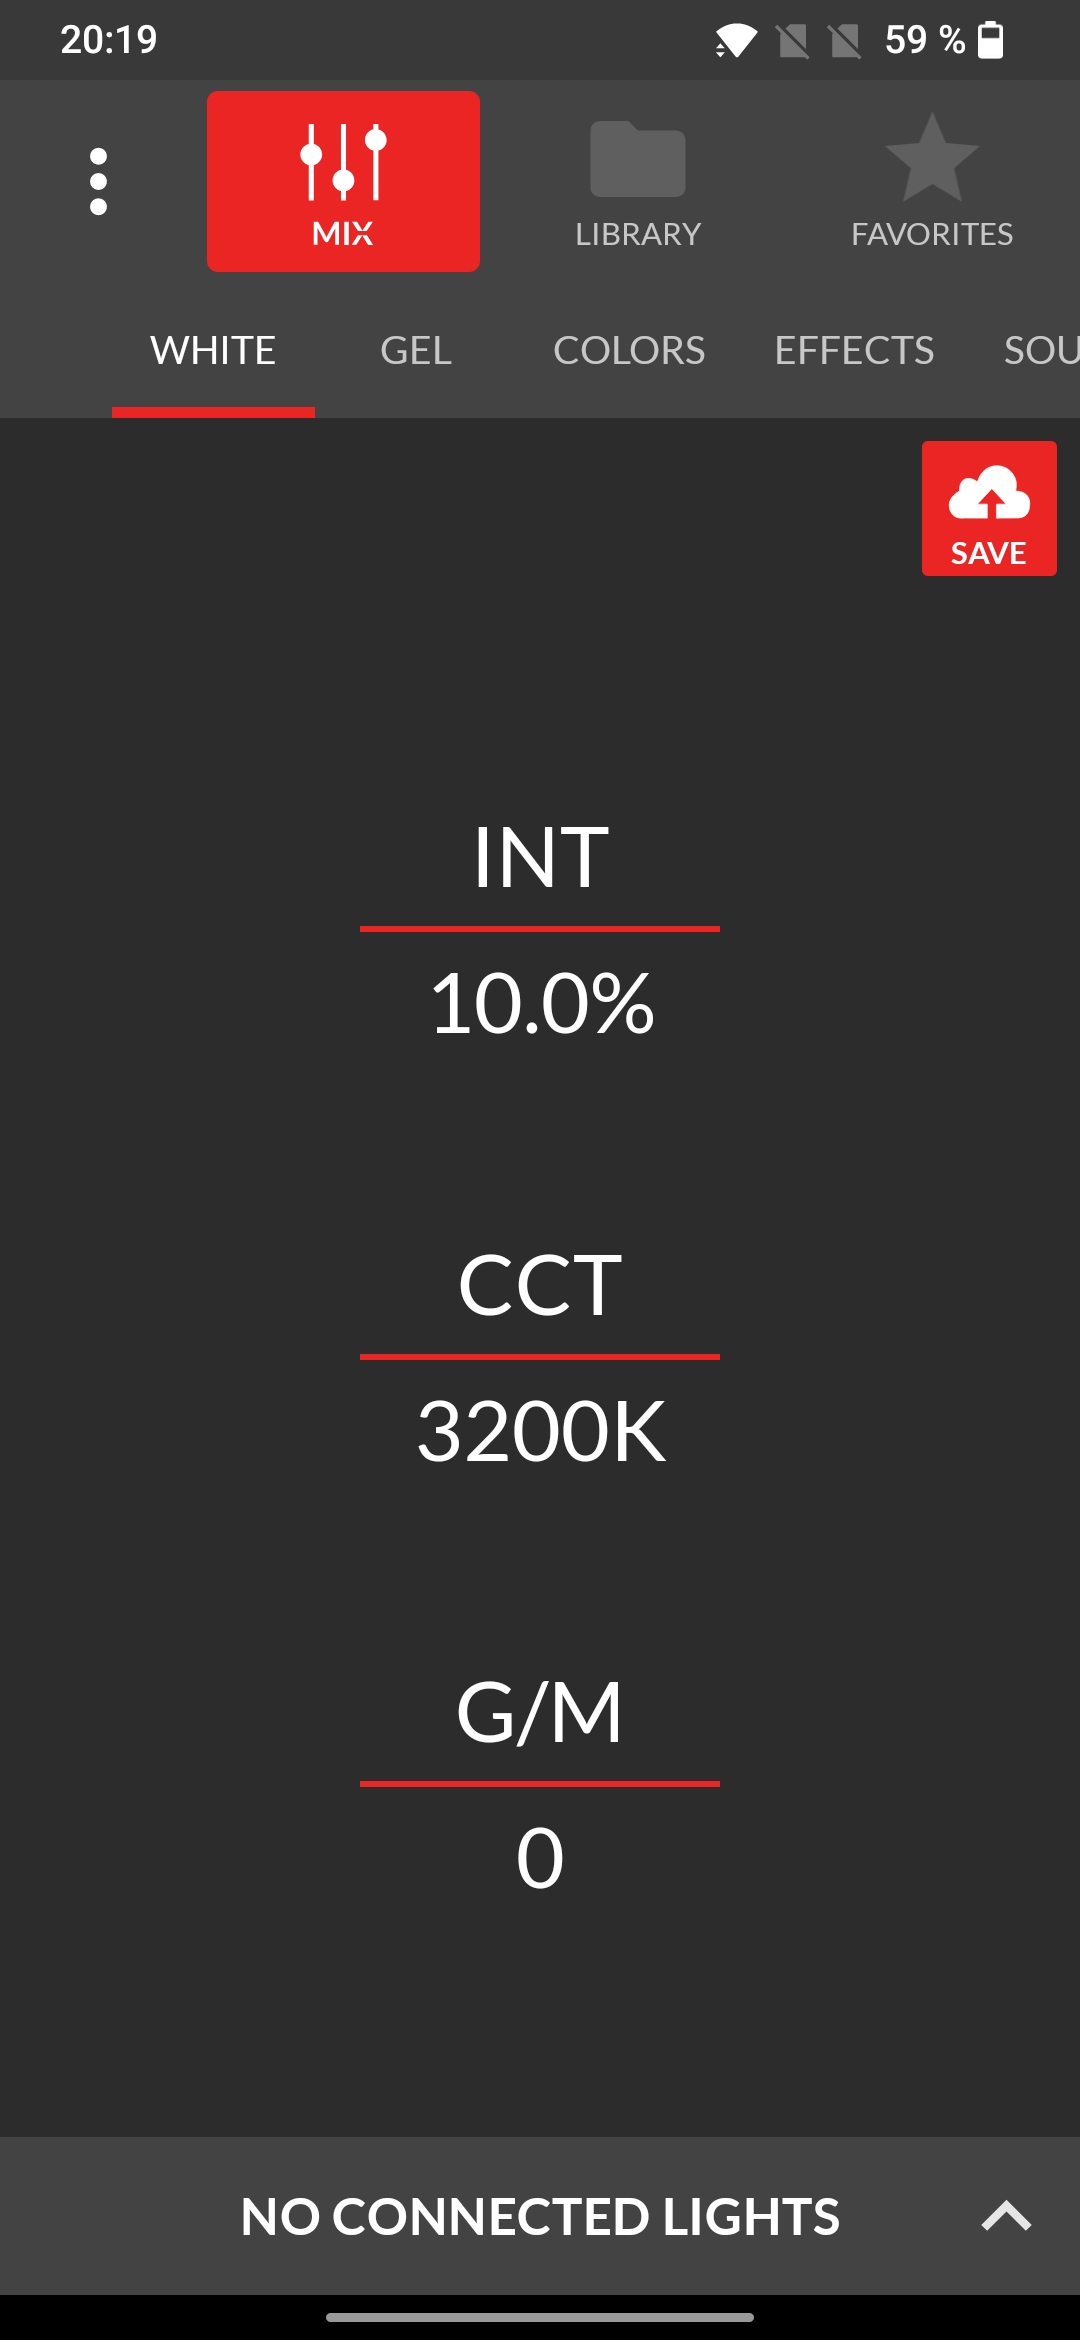 20:19
59 %
MIX
LIBRARY
FAVORITES
WHITE
GEL
COLORS
EFFECTS
SOU
SAVE
INT
10.0%
CCT
3200K
G/M
0
NO CONNECTED LIGHTS